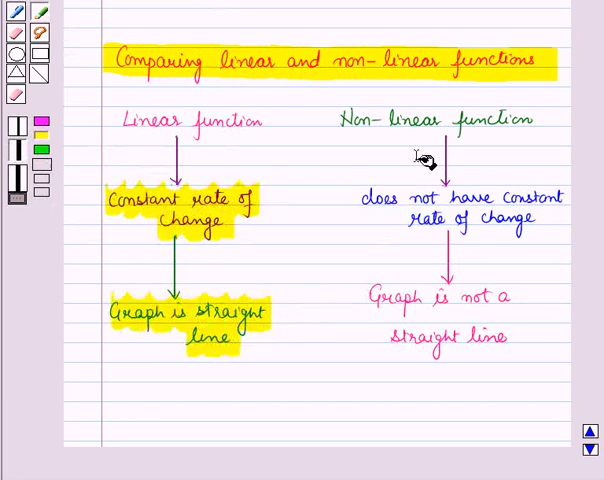 Comparing linear and non-linear functions
Linear function
Non-linear function
Constant rate of
change
does not have constant
rate of change
Graph is straight
line
Graph is not a
straight line